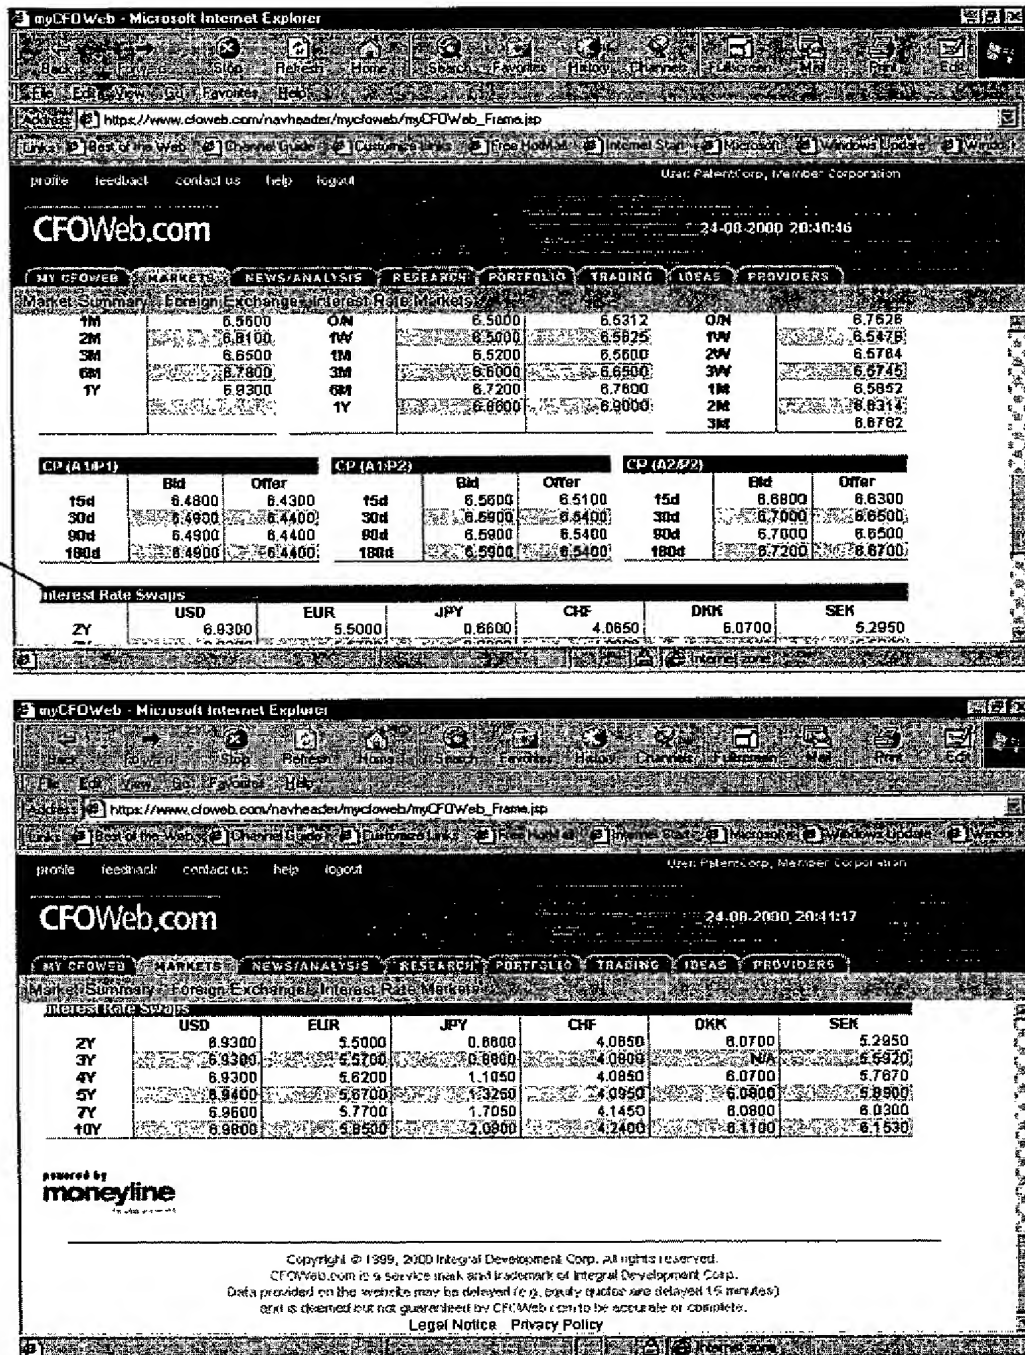 myCFOWeb - Microsoft Internet Explorer
Back Stop Refresh Home Search Favorites History Channels Fullscreen Mail Print Edit
File Edit View Go Favorites Help
Address https://www.cfoweb.com/navheader/mycfoweb/myCFOWeb_Frame.jsp
Links Best of the Web Channel Guide Customize Links Free HotMail Internet Start Microsoft Windows Update
profile feedback contact us help logout User: PatentCorp, Member Corporation
CFOWeb.com 24-08-2000 20:40:46
MY CFOWEB MARKETS NEWS/ANALYSIS RESEARCH PORTFOLIO TRADING IDEAS PROVIDERS
Market Summary Foreign Exchange Interest Rate Markets
1M 6.5600 O/N 6.5000 6.5312 O/N 6.7626
2M 6.6100 1W 6.5000 6.5625 1W 6.5476
3M 6.6500 1M 6.5200 6.5600 2W 6.5764
6M 6.7800 3M 6.6000 6.6500 3W 6.5745
1Y 6.9300 6M 6.7200 6.7600 1M 6.5852
1Y 6.8600 6.9000 2M 6.6314
3M 6.6762
CP (A1/P1) CP (A1/P2) CP (A2/P2)
Bid Offer Bid Offer Bid Offer
15d 6.4800 6.4300 15d 6.5600 6.5100 15d 6.6800 6.6300
30d 6.4900 6.4400 30d 6.5900 6.5400 30d 6.7000 6.6500
90d 6.4900 6.4400 90d 6.5900 6.5400 90d 6.7000 6.6500
180d 6.4900 6.4400 180d 6.5900 6.5400 180d 6.7200 6.6700
Interest Rate Swaps
USD EUR JPY CHF DKK SEK
2Y 6.9300 5.5000 0.6600 4.0650 6.0700 5.2950
Internet zone
myCFOWeb - Microsoft Internet Explorer
Back Forward Stop Refresh Home Search Favorites History Channels Fullscreen Mail Print Edit
File Edit View Go Favorites Help
Address https://www.cfoweb.com/navheader/mycfoweb/myCFOWeb_Frame.jsp
Links Best of the Web Channel Guide Customize Links Free HotMail Internet Start Microsoft Windows Update
profile feedback contact us help logout User: PatentCorp, Member Corporation
CFOWeb.com 24-08-2000 20:41:17
MY CFOWEB MARKETS NEWS/ANALYSIS RESEARCH PORTFOLIO TRADING IDEAS PROVIDERS
Market Summary Foreign Exchange Interest Rate Markets
Interest Rate Swaps
USD EUR JPY CHF DKK SEK
2Y 6.9300 5.5000 0.6600 4.0650 6.0700 5.2950
3Y 6.9300 5.5700 0.8800 4.0800 N/A 5.5920
4Y 6.9300 5.6200 1.1050 4.0850 6.0700 5.7670
5Y 6.9400 5.6700 1.3250 4.0950 6.0800 5.8900
7Y 6.9600 5.7700 1.7050 4.1450 6.0800 6.0300
10Y 6.9800 5.8500 2.0900 4.2400 6.1100 6.1530
powered by
moneyline
Copyright © 1999, 2000 Integral Development Corp. All rights reserved.
CFOWeb.com is a service mark and trademark of Integral Development Corp.
Data provided on the website may be delayed (e.g. equity quotes are delayed 15 minutes)
and is deemed but not guaranteed by CFOWeb.com to be accurate or complete.
Legal Notice Privacy Policy
Internet zone